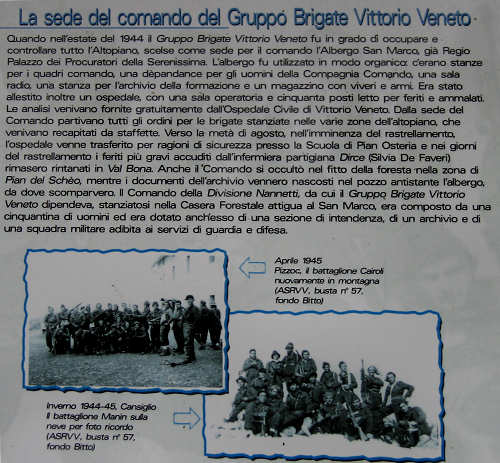 La sede del comando del Gruppo Brigate Vittorio Veneto
Quando nell'estate del 1944 il Gruppo Brigate Vittorio Veneto fu in grado di occupare e
controllare tutto l'Altopiano, scelse come sede per il comando l'Albergo San Marco, già Regio
Palazzo dei Procuratori della Serenissima. L'albergo fu utilizzato in modo organico: c'erano stanze
per i quadri comando, una dèpandance per gli uomini della Compagnia Comando, una sala
radio, una stanza per l'archivio della formazione e un magazzino con viveri e armi. Era stato
allestito inoltre un ospedale, con una sala operatoria e cinquanta posti letto per feriti e ammalati.
Le analisi venivano fornite gratuitamente dall'Ospedale Civile di Vittorio Veneto. Dalla sede del
Comando partivano tutti gli ordini per le brigate stanziate nelle varie zone dell'altopiano, che
venivano recapitati da staffette. Verso la metà di agosto, nell'imminenza del rastrellamento,
l'ospedale venne trasferito per ragioni di sicurezza presso la Scuola di Pian Osteria e nei giorni
del rastrellamento i feriti più gravi accuditi dall'infermiera partigiana Dirce (Silvia De Faveri)
rimasero rintanati in Val Bona. Anche il Comando si occultò nel fitto della foresta nella zona di
Pian del Schèo, mentre i documenti dell'archivio vennero nascosti nel pozzo antistante l'albergo,
da dove scomparvero. Il Comando della Divisione Nannetti, da cui il Gruppo Brigate Vittorio
Veneto dipendeva, stanziatosi nella Casera Forestale attigua al San Marco, era composto da una
cinquantina di uomini ed era dotato anch'esso di una sezione di intendenza, di un archivio e di
una squadra militare adibita ai servizi di guardia e difesa.
Aprile 1945
Pizzoc, il battaglione Cairoli
nuovamente in montagna
(ASRVV, busta n° 57,
fondo Bitto)
Inverno 1944-45, Cansiglio
Il battaglione Manin sulla
neve per foto ricordo
(ASRVV, busta n° 57,
fondo Bitto)